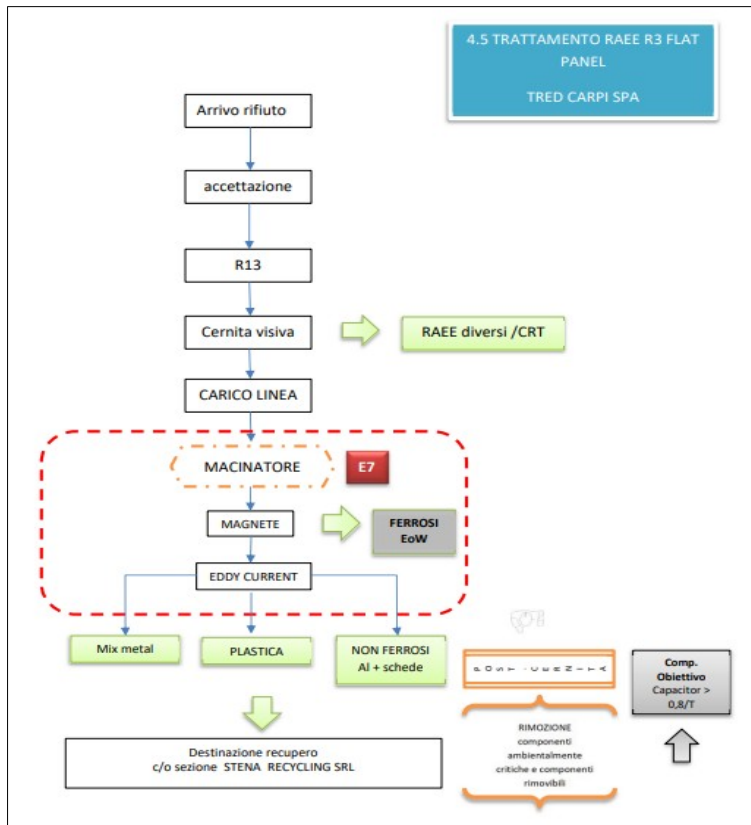 4.5 TRATTAMENTO RAEE R3 FLAT
PANEL
TRED CARPI SPA
Arrivo rifiuto
accettazione
R13
Cernita visiva
RAEE diversi /CRT
CARICO LINEA
MACINATORE
E7
MAGNETE
FERROSI
EoW
EDDY CURRENT
Mix metal
PLASTICA
NON FERROSI
Al + schede
POST-CERNITA
Comp.
Obiettivo
Capacitor >
0,8/T
Destinazione recupero
c/o sezione STENA RECYCLING SRL
RIMOZIONE
componenti
ambientalmente
critiche e componenti
rimovibili